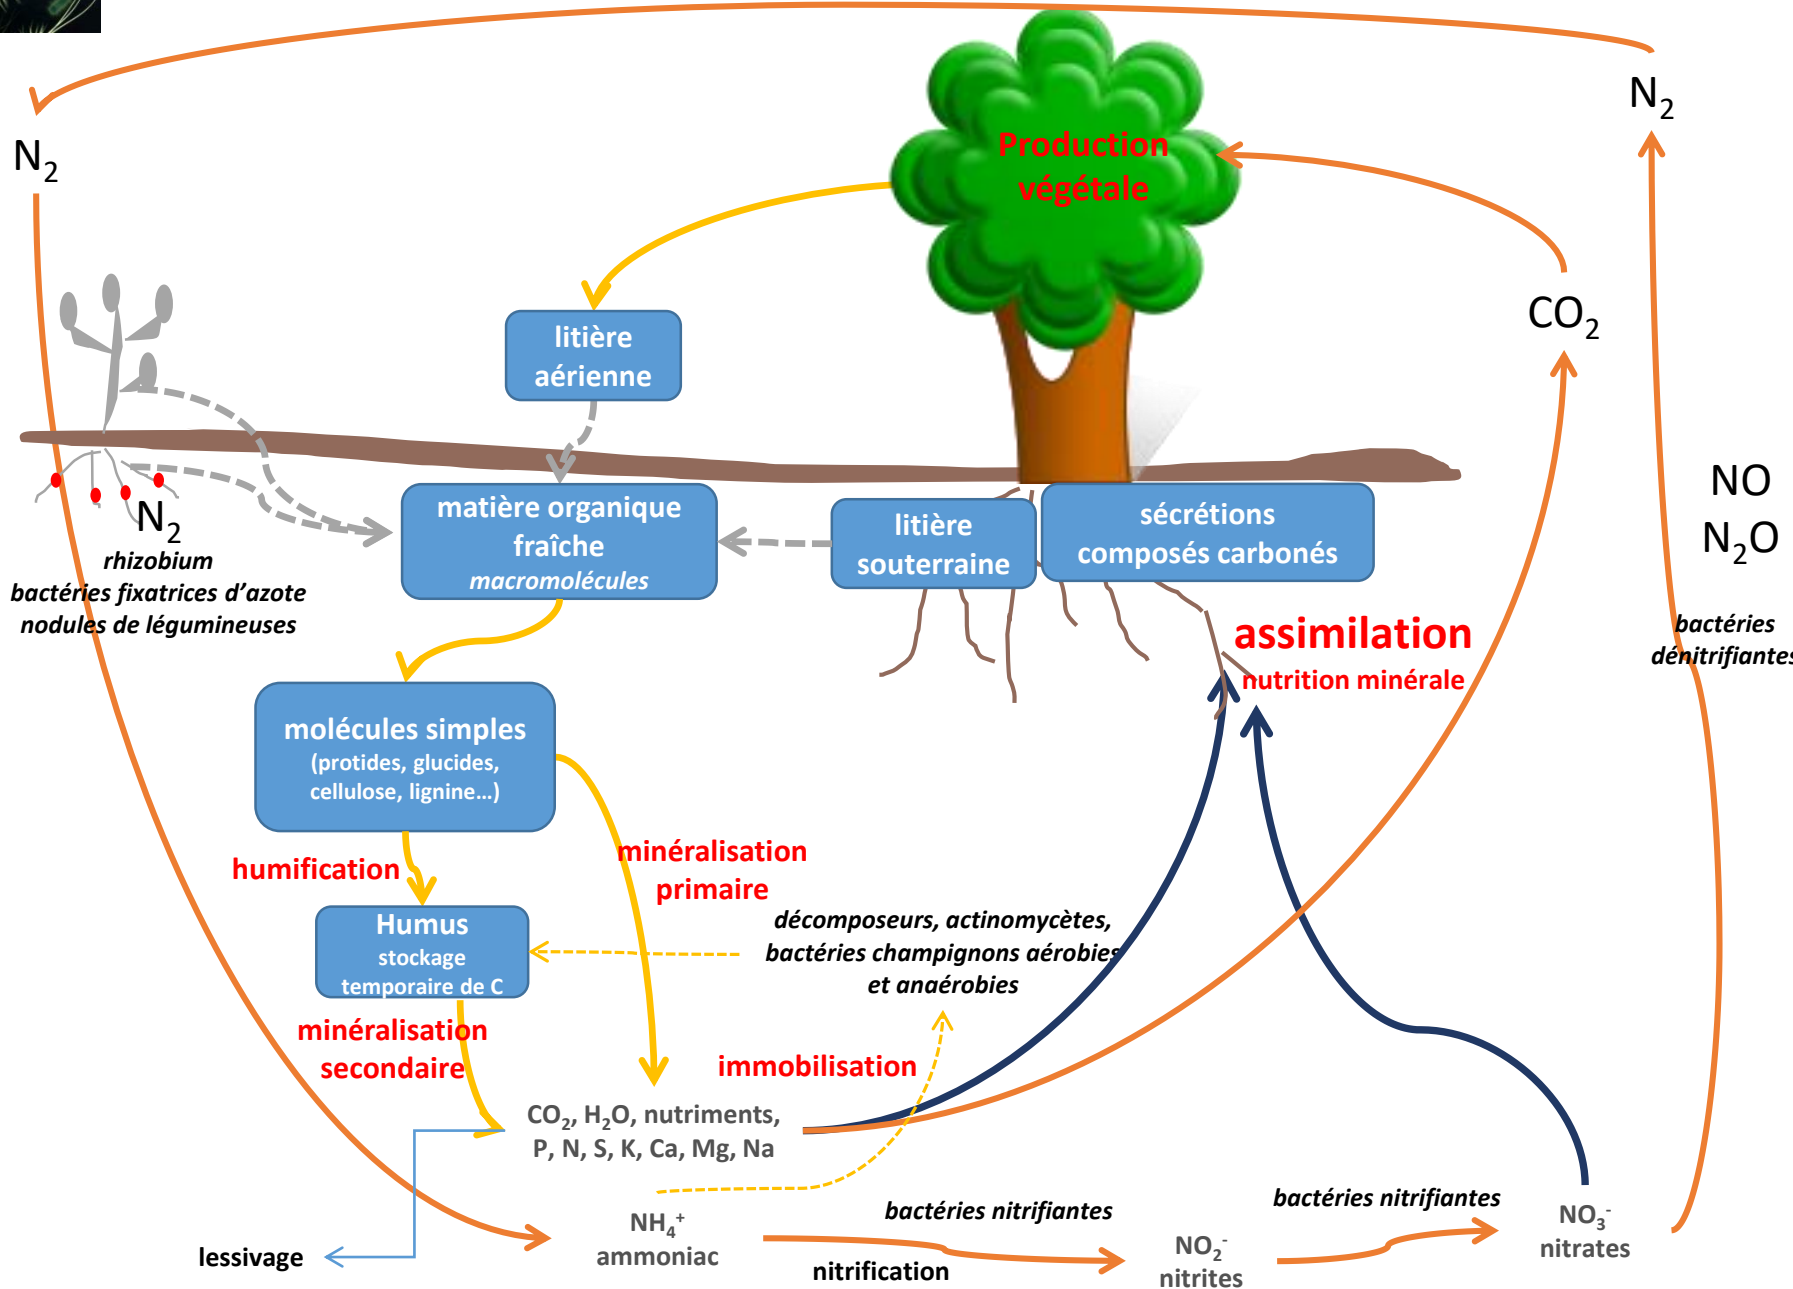 N2
N2
Production
végétale
CO2
litière
aérienne
NO
N2O
bactéries
dénitrifiantes
N2
rhizobium
bactéries fixatrices d'azote
nodules de légumineuses
matière organique
fraîche
macromolécules
litière
souterraine
sécrétions
composés carbonés
assimilation
nutrition minérale
molécules simples
(protides, glucides,
cellulose, lignine…)
humification
minéralisation
primaire
Humus
stockage
temporaire de C
décomposeurs, actinomycètes,
bactéries champignons aérobies
et anaérobies
minéralisation
secondaire
immobilisation
CO2, H2O, nutriments,
P, N, S, K, Ca, Mg, Na
lessivage
NH4+
ammoniac
bactéries nitrifiantes
nitrification
NO2-
nitrites
bactéries nitrifiantes
NO3-
nitrates